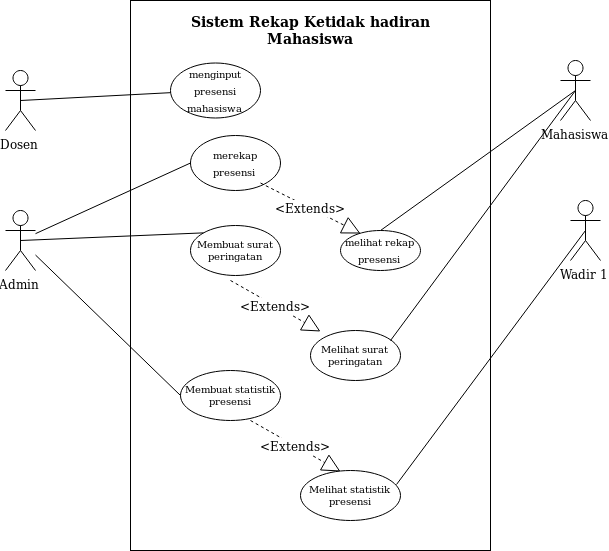 Sistem Rekap Ketidak hadiran
Mahasiswa
menginput
presensi
mahasiswa
Dosen
Mahasiswa
merekap
presensi
<Extends>
melihat rekap
presensi
Membuat surat
peringatan
Admin
Wadir 1
<Extends>
Melihat surat
peringatan
Membuat statistik
presensi
<Extends>
Melihat statistik
presensi